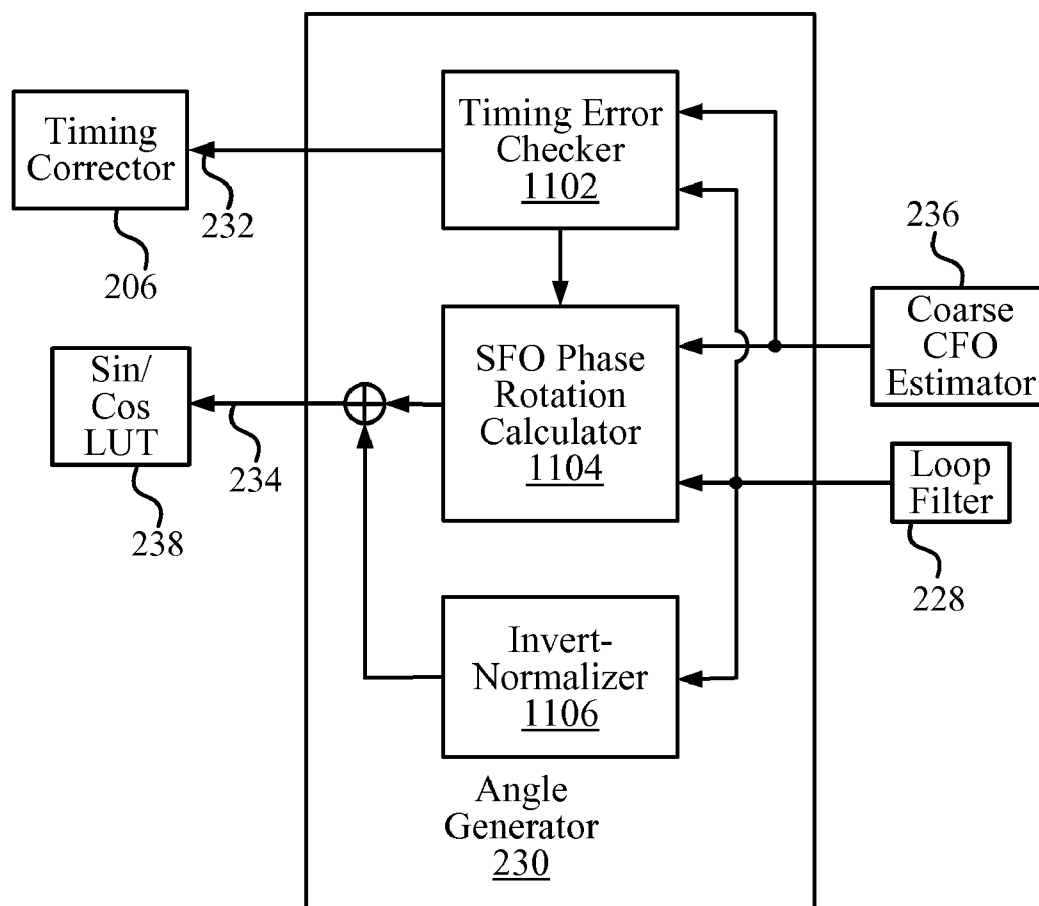 Timing
Corrector
206
232
Timing Error
Checker
1102
236
Coarse
CFO
Estimator
SFO Phase
Rotation
Calculator
1104
Sin/
Cos
LUT
238
234
Loop
Filter
228
Invert-
Normalizer
1106
Angle
Generator
230